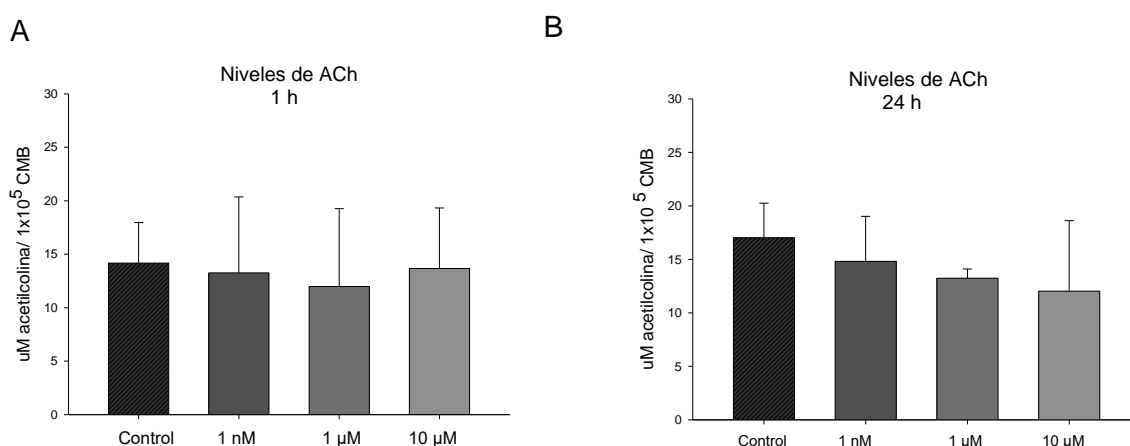 A
Niveles de ACh
1 h
uM acetilcolina/ 1x10^5 CMB
30
25
20
15
10
5
0
Control 1 nM 1 µM 10 µM
B
Niveles de ACh
24 h
uM acetilcolina/ 1x10^5 CMB
30
25
20
15
10
5
0
Control 1 nM 1 µM 10 µM